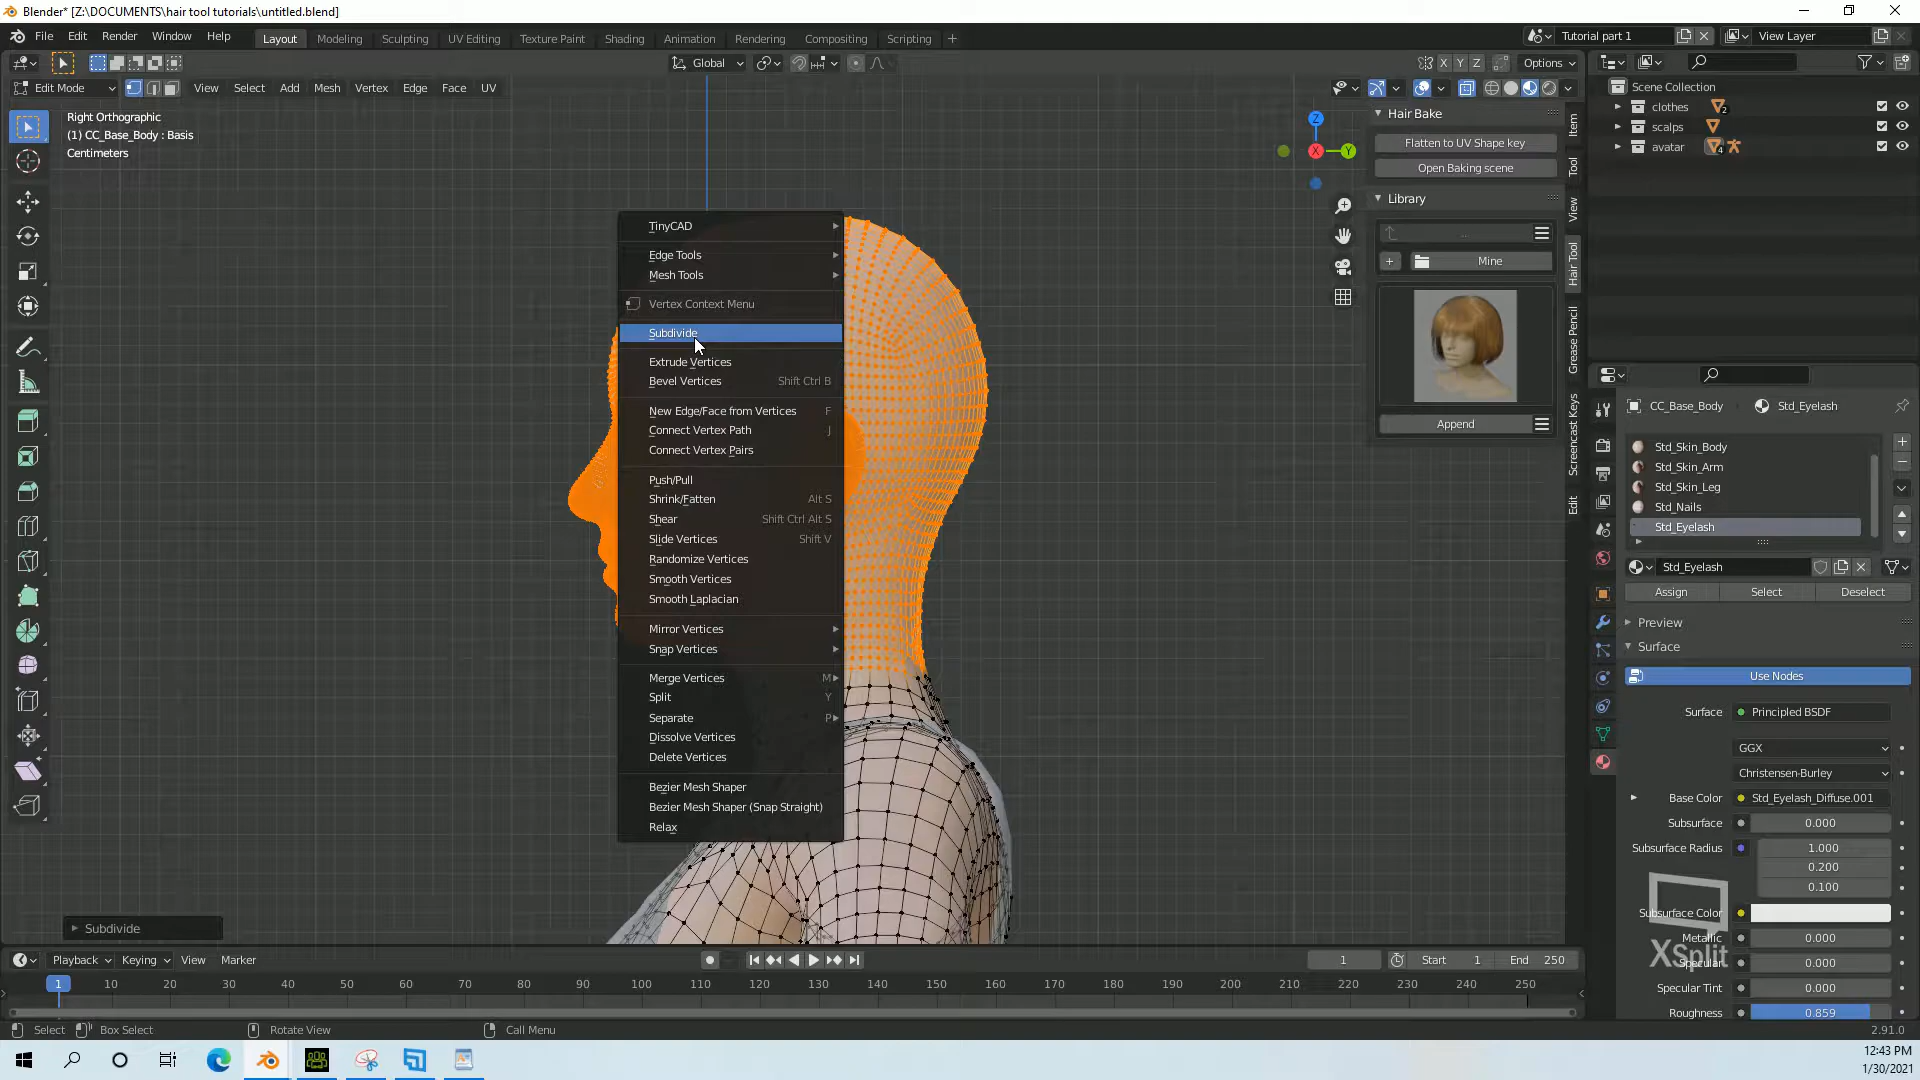 Blender* [Z:\DOCUMENTS\hair tool tutorials\untitled.blend]
File Edit Render Window Help Layout Modeling Sculpting UV Editing Texture Paint Shading Animation Rendering Compositing Scripting + Tutorial part 1 View Layer
Global X Y Z Options
Edit Mode View Select Add Mesh Vertex Edge Face UV
Right Orthographic
(1) CC_Base_Body : Basis
Centimeters
TinyCAD
Edge Tools
Mesh Tools
Vertex Context Menu
Subdivide
Extrude Vertices
Bevel Vertices Shift Ctrl B
New Edge/Face from Vertices F
Connect Vertex Path J
Connect Vertex Pairs
Push/Pull
Shrink/Fatten Alt S
Shear Shift Ctrl Alt S
Slide Vertices Shift V
Randomize Vertices
Smooth Vertices
Smooth Laplacian
Mirror Vertices
Snap Vertices
Merge Vertices M
Split Y
Separate P
Dissolve Vertices
Delete Vertices
Bezier Mesh Shaper
Bezier Mesh Shaper (Snap Straight)
Relax
Subdivide
Z
Y
X
Hair Bake
Flatten to UV Shape key
Open Baking scene
Library
..
+ Mine
Append
Item
Tool
View
Hair Tool
Grease Pencil
Screencast Keys
Edit
Scene Collection
clothes 2
scalps
avatar 4
CC_Base_Body Std_Eyelash
Std_Skin_Body
Std_Skin_Arm
Std_Skin_Leg
Std_Nails
Std_Eyelash
Std_Eyelash
Assign Select Deselect
Preview
Surface
Use Nodes
Surface Principled BSDF
GGX
Christensen-Burley
Base Color Std_Eyelash_Diffuse.001
Subsurface 0.000
Subsurface Radius 1.000
0.200
0.100
Subsurface Color
Metallic 0.000
Specular 0.000
Specular Tint 0.000
Roughness 0.859
XSplit
Playback Keying View Marker 1 Start 1 End 250
1 10 20 30 40 50 60 70 80 90 100 110 120 130 140 150 160 170 180 190 200 210 220 230 240 250
Select Box Select Rotate View Call Menu 2.91.0
12:43 PM
1/30/2021